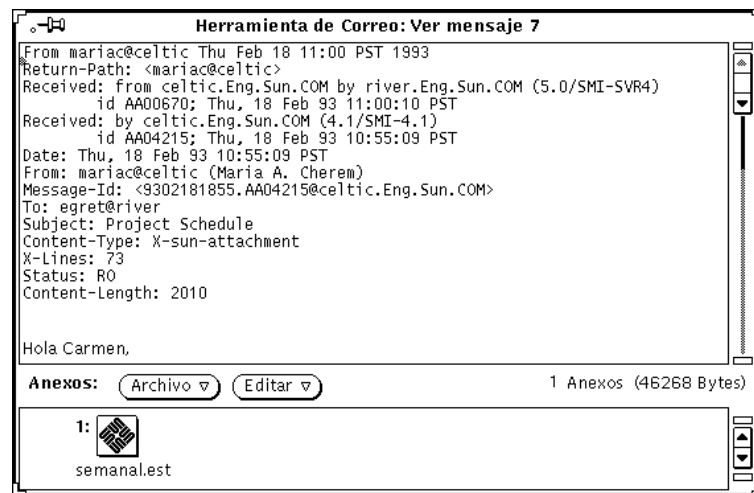 Herramienta de Correo: Ver mensaje 7
From mariac@celtic Thu Feb 18 11:00 PST 1993
Return-Path: <mariac@celtic>
Received: from celtic.Eng.Sun.COM by river.Eng.Sun.COM (5.0/SMI-SVR4)
id AA00670; Thu, 18 Feb 93 11:00:10 PST
Received: by celtic.Eng.Sun.COM (4.1/SMI-4.1)
id AA04215; Thu, 18 Feb 93 10:55:09 PST
Date: Thu, 18 Feb 93 10:55:09 PST
From: mariac@celtic (Maria A. Cherem)
Message-Id: <9302181855.AA04215@celtic.Eng.Sun.COM>
To: egret@river
Subject: Project Schedule
Content-Type: X-sun-attachment
X-Lines: 73
Status: RO
Content-Length: 2010
Hola Carmen,
Anexos: Archivo Editar 1 Anexos (46268 Bytes)
1:
semanal.est